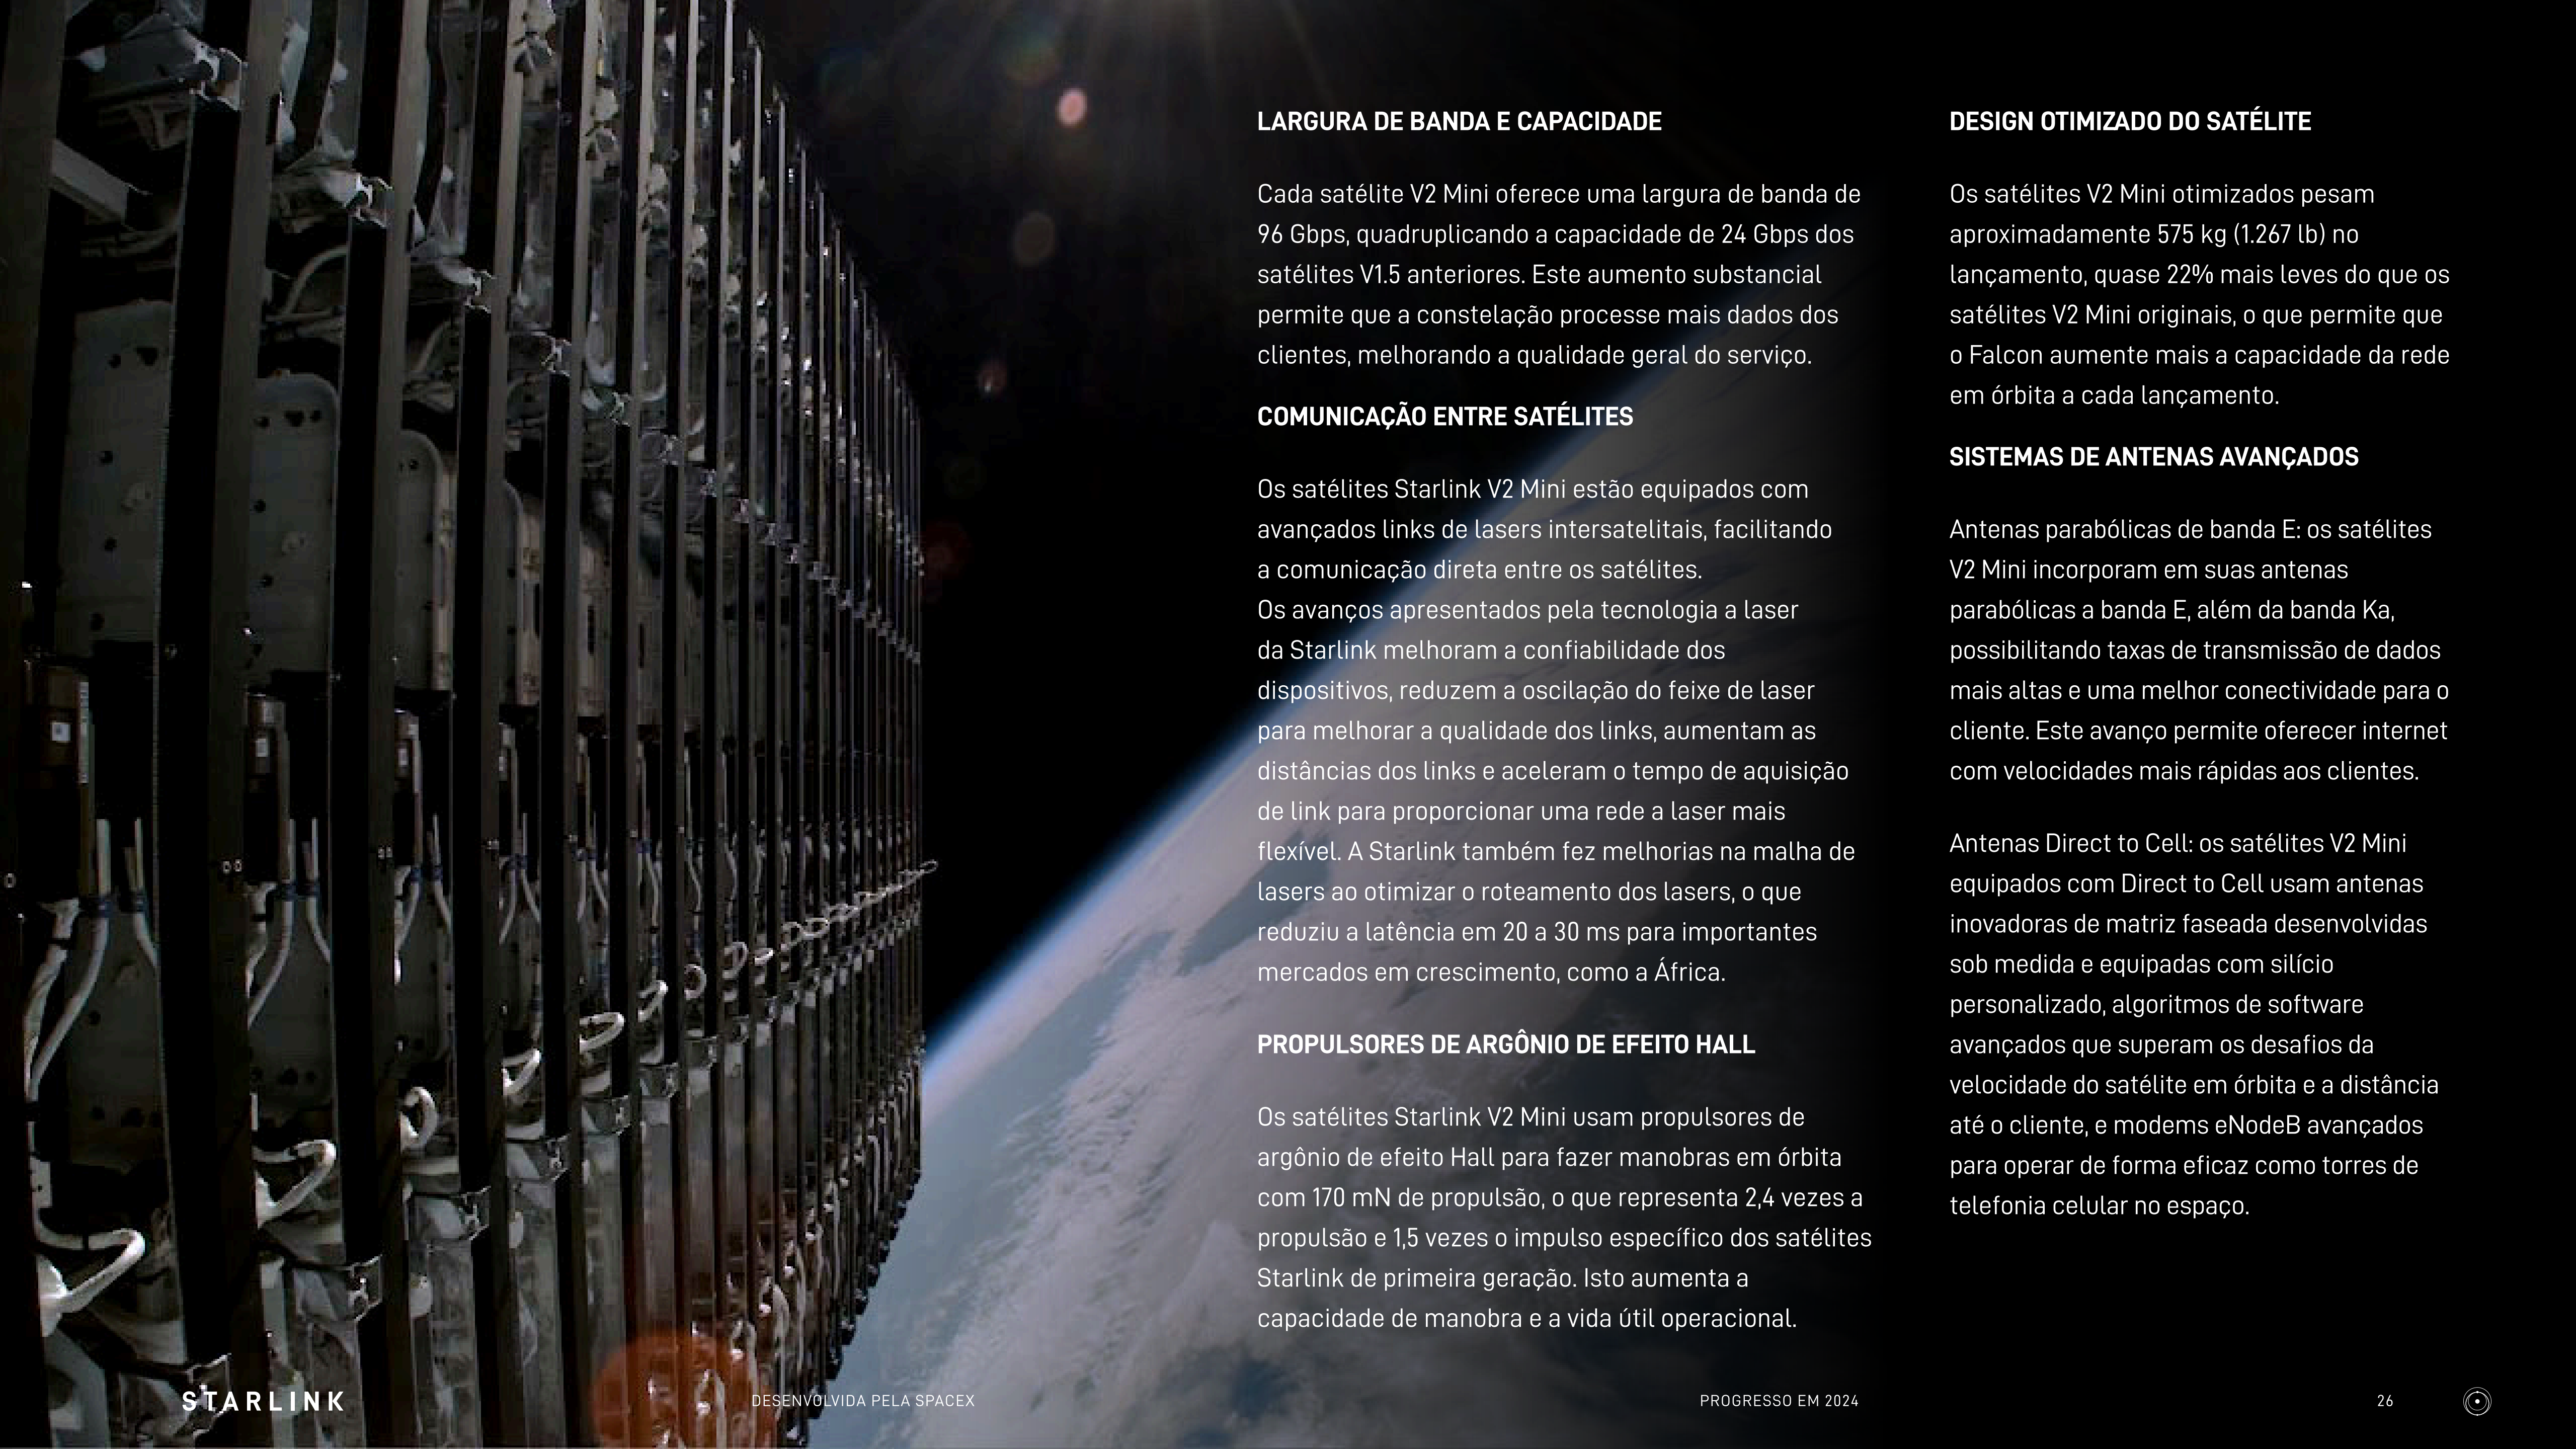 LARGURA DE BANDA E CAPACIDADE
Cada satélite V2 Mini oferece uma largura de banda de
96 Gbps, quadruplicando a capacidade de 24 Gbps dos
satélites V1.5 anteriores. Este aumento substancial
permite que a constelação processe mais dados dos
clientes, melhorando a qualidade geral do serviço.
COMUNICAÇÃO ENTRE SATÉLITES
Os satélites Starlink V2 Mini estão equipados com
avançados links de lasers intersatelitais, facilitando
a comunicação direta entre os satélites.
Os avanços apresentados pela tecnologia a laser
da Starlink melhoram a confiabilidade dos
dispositivos, reduzem a oscilação do feixe de laser
para melhorar a qualidade dos links, aumentam as
distâncias dos links e aceleram o tempo de aquisição
de link para proporcionar uma rede a laser mais
flexível. A Starlink também fez melhorias na malha de
lasers ao otimizar o roteamento dos lasers, o que
reduziu a latência em 20 a 30 ms para importantes
mercados em crescimento, como a África.
PROPULSORES DE ARGÔNIO DE EFEITO HALL
Os satélites Starlink V2 Mini usam propulsores de
argônio de efeito Hall para fazer manobras em órbita
com 170 mN de propulsão, o que representa 2,4 vezes a
propulsão e 1,5 vezes o impulso específico dos satélites
Starlink de primeira geração. Isto aumenta a
capacidade de manobra e a vida útil operacional.
DESIGN OTIMIZADO DO SATÉLITE
Os satélites V2 Mini otimizados pesam
aproximadamente 575 kg (1.267 lb) no
lançamento, quase 22% mais leves do que os
satélites V2 Mini originais, o que permite que
o Falcon aumente mais a capacidade da rede
em órbita a cada lançamento.
SISTEMAS DE ANTENAS AVANÇADOS
Antenas parabólicas de banda E: os satélites
V2 Mini incorporam em suas antenas
parabólicas a banda E, além da banda Ka,
possibilitando taxas de transmissão de dados
mais altas e uma melhor conectividade para o
cliente. Este avanço permite oferecer internet
com velocidades mais rápidas aos clientes.
Antenas Direct to Cell: os satélites V2 Mini
equipados com Direct to Cell usam antenas
inovadoras de matriz faseada desenvolvidas
sob medida e equipadas com silício
personalizado, algoritmos de software
avançados que superam os desafios da
velocidade do satélite em órbita e a distância
até o cliente, e modems eNodeB avançados
para operar de forma eficaz como torres de
telefonia celular no espaço.
STARLINK
DESENVOLVIDA PELA SPACEX
PROGRESSO EM 2024
26